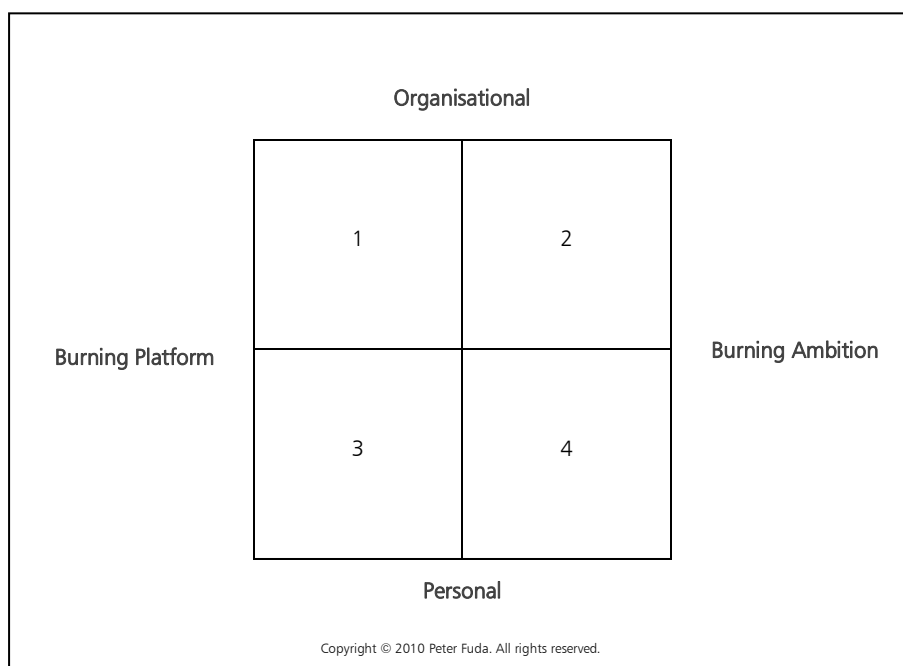 Organisational
1
2
Burning Platform
Burning Ambition
3
4
Personal
Copyright © 2010 Peter Fuda. All rights reserved.